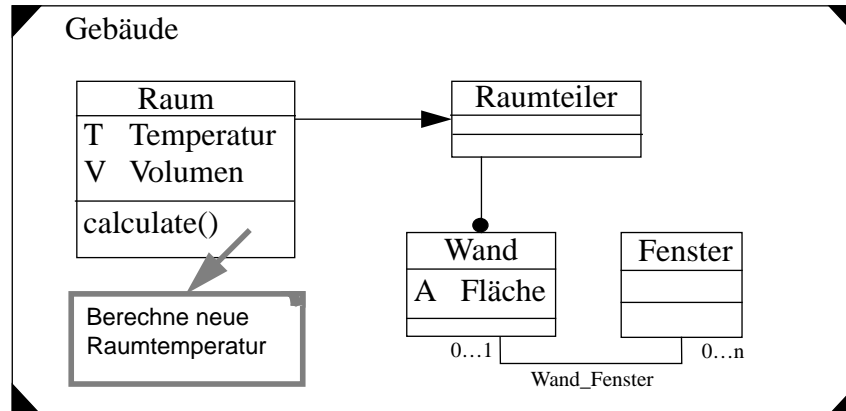 Gebäude
Raum
T Temperatur
V Volumen
calculate()
Berechne neue
Raumtemperatur
Raumteiler
Wand
A Fläche
Fenster
0…1
0…n
Wand_Fenster